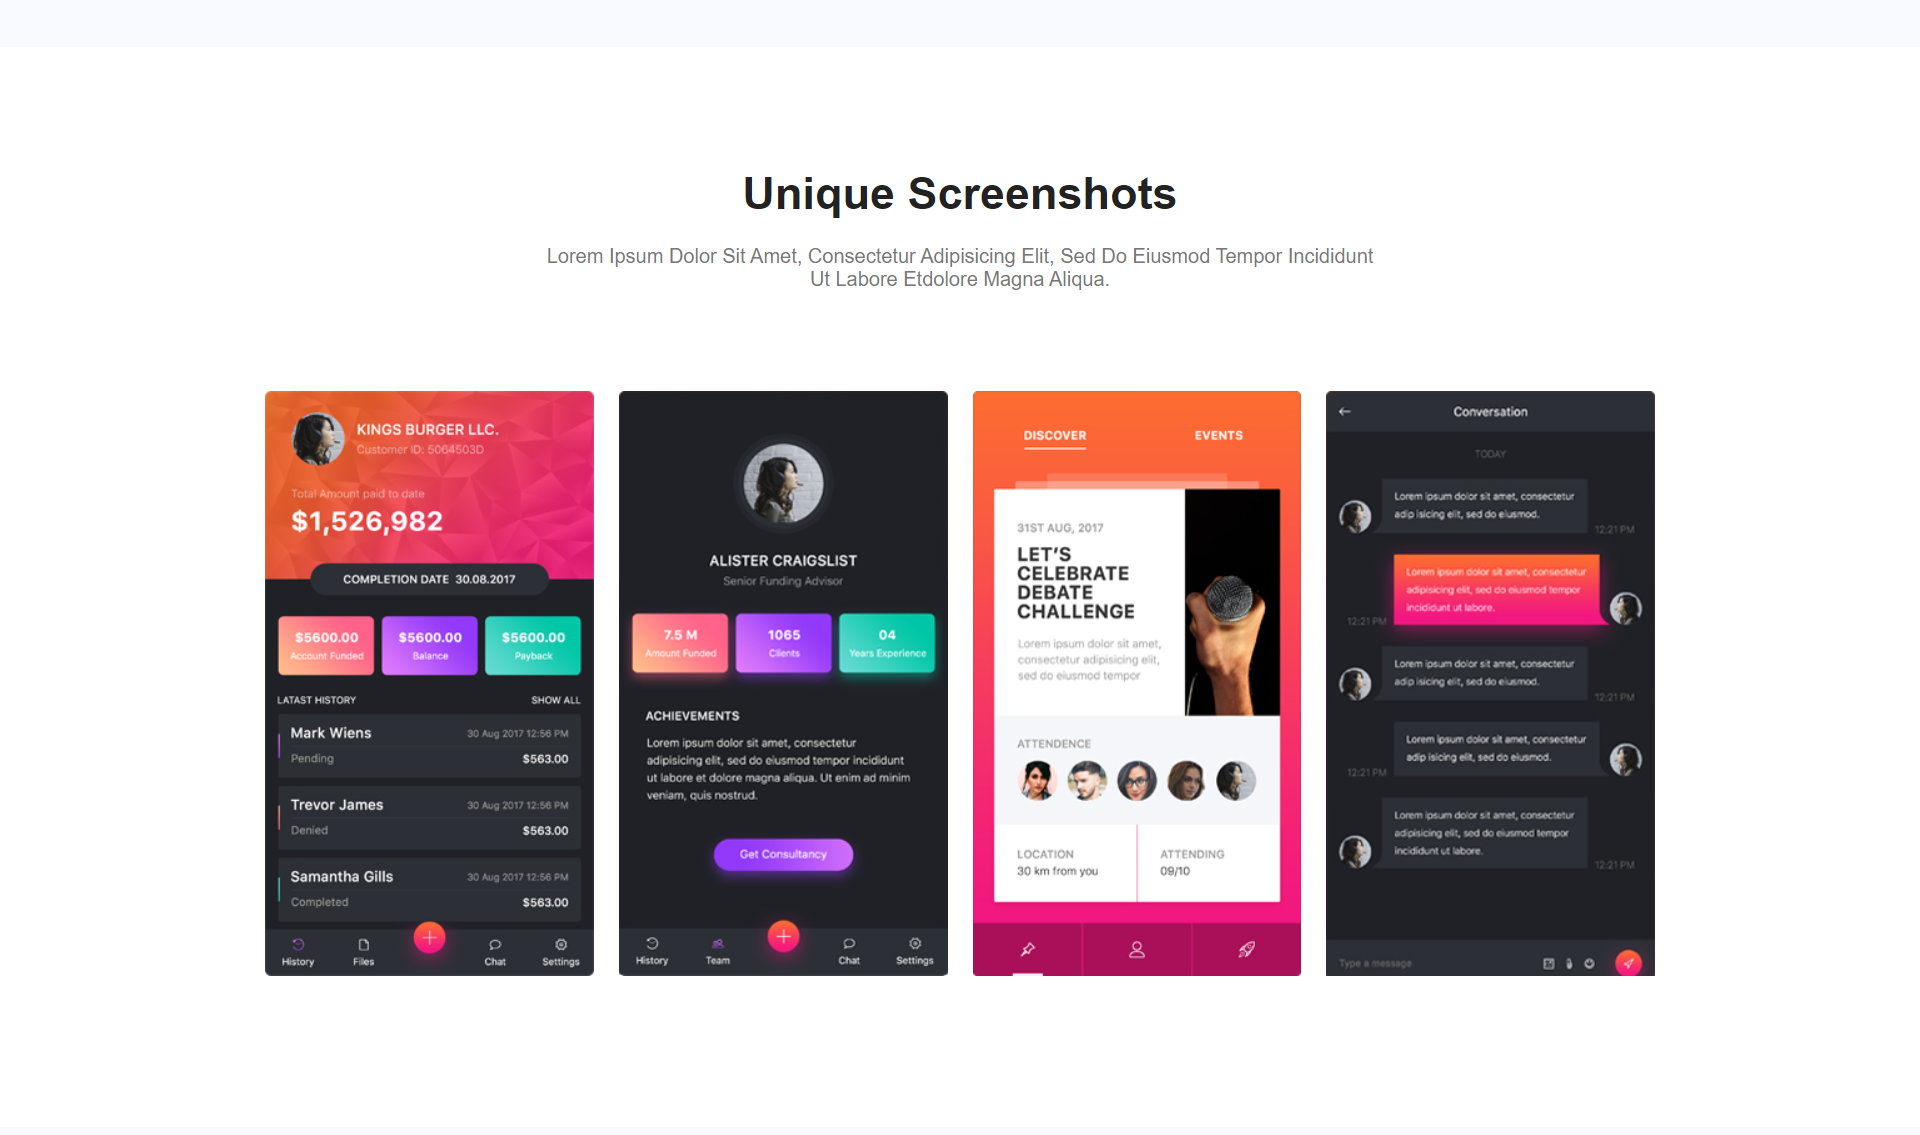 Unique Screenshots
Lorem Ipsum Dolor Sit Amet, Consectetur Adipisicing Elit, Sed Do Eiusmod Tempor Incididunt
Ut Labore Etdolore Magna Aliqua.
KINGS BURGER LLC.
Customer ID: 5064503D
Total Amount paid to date
$1,526,982
COMPLETION DATE 30.08.2017
$5600.00
Account Funded
$5600.00
Balance
$5600.00
Payback
LATAST HISTORY
SHOW ALL
Mark Wiens
30 Aug 2017 12:56 PM
Pending
$563.00
Trevor James
30 Aug 2017 12:56 PM
Denied
$563.00
Samantha Gills
30 Aug 2017 12:56 PM
Completed
$563.00
History
Files
Chat
Settings
ALISTER CRAIGSLIST
Senior Funding Advisor
7.5 M
Amount Funded
1065
Clients
04
Years Experience
ACHIEVEMENTS
Lorem ipsum dolor sit amet, consectetur
adipisicing elit, sed do eiusmod tempor incididunt
ut labore et dolore magna aliqua. Ut enim ad minim
veniam, quis nostrud.
Get Consultancy
History
Team
Chat
Settings
DISCOVER
EVENTS
31ST AUG, 2017
LET'S
CELEBRATE
DEBATE
CHALLENGE
Lorem ipsum dolor sit amet,
consectetur adipisicing elit,
sed do eiusmod tempor
ATTENDENCE
LOCATION
30 km from you
ATTENDING
09/10
Conversation
TODAY
Lorem ipsum dolor sit amet, consectetur
adip isicing elit, sed do eiusmod.
12:21 PM
Lorem ipsum dolor sit amet, consectetur
adipisicing elit, sed do eiusmod tempor
incididunt ut labore.
12:21 PM
Lorem ipsum dolor sit amet, consectetur
adip isicing elit, sed do eiusmod.
12:21 PM
Lorem ipsum dolor sit amet, consectetur
adip isicing elit, sed do eiusmod.
12:21 PM
Lorem ipsum dolor sit amet, consectetur
adipisicing elit, sed do eiusmod tempor
incididunt ut labore.
12:21 PM
Type a message